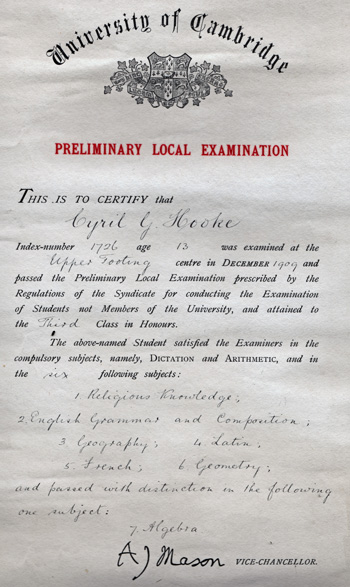 University of Cambridge
PRELIMINARY LOCAL EXAMINATION
THIS IS TO CERTIFY that
Cyril G. Hooke
Index-number 1726 age 13 was examined at the
Upper Tooting centre in DECEMBER 1909 and
passed the Preliminary Local Examination prescribed by the
Regulations of the Syndicate for conducting the Examination
of Students not Members of the University, and attained to
the Third Class in Honours.
The above-named Student satisfied the Examiners in the
compulsory subjects, namely, DICTATION and ARITHMETIC, and in
the six following subjects:
1 Religious Knowledge;
2 English Grammar and Composition;
3 Geography; 4 Latin;
5 French; 6 Geometry;
and passed with distinction in the following
one subject:
7 Algebra
A J Mason VICE-CHANCELLOR.